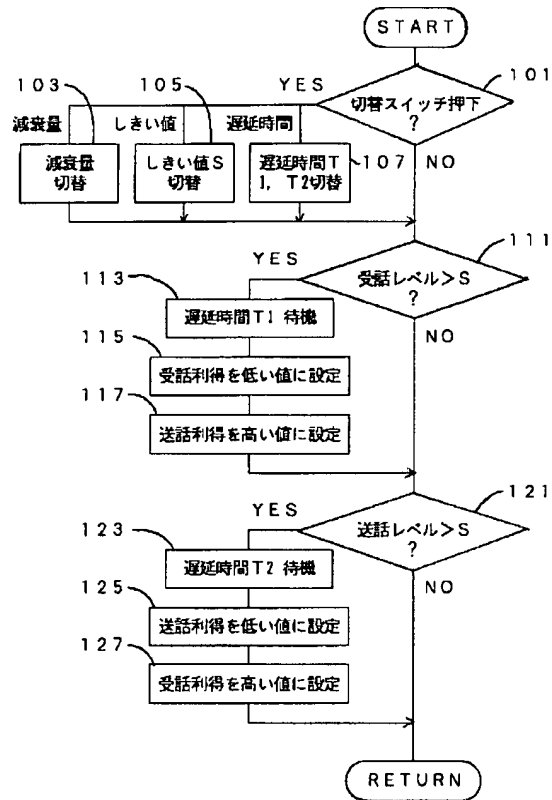 START
101
切替スイッチ押下
?
YES
NO
103
105
減衰量
しきい値
遅延時間
減衰量
切替
しきい値S
切替
遅延時間T
1, T2切替
107
111
受話レベル>S
?
YES
NO
113
遅延時間T1 待機
115
受話利得を低い値に設定
117
送話利得を高い値に設定
121
送話レベル>S
?
YES
NO
123
遅延時間T2 待機
125
送話利得を低い値に設定
127
受話利得を高い値に設定
RETURN